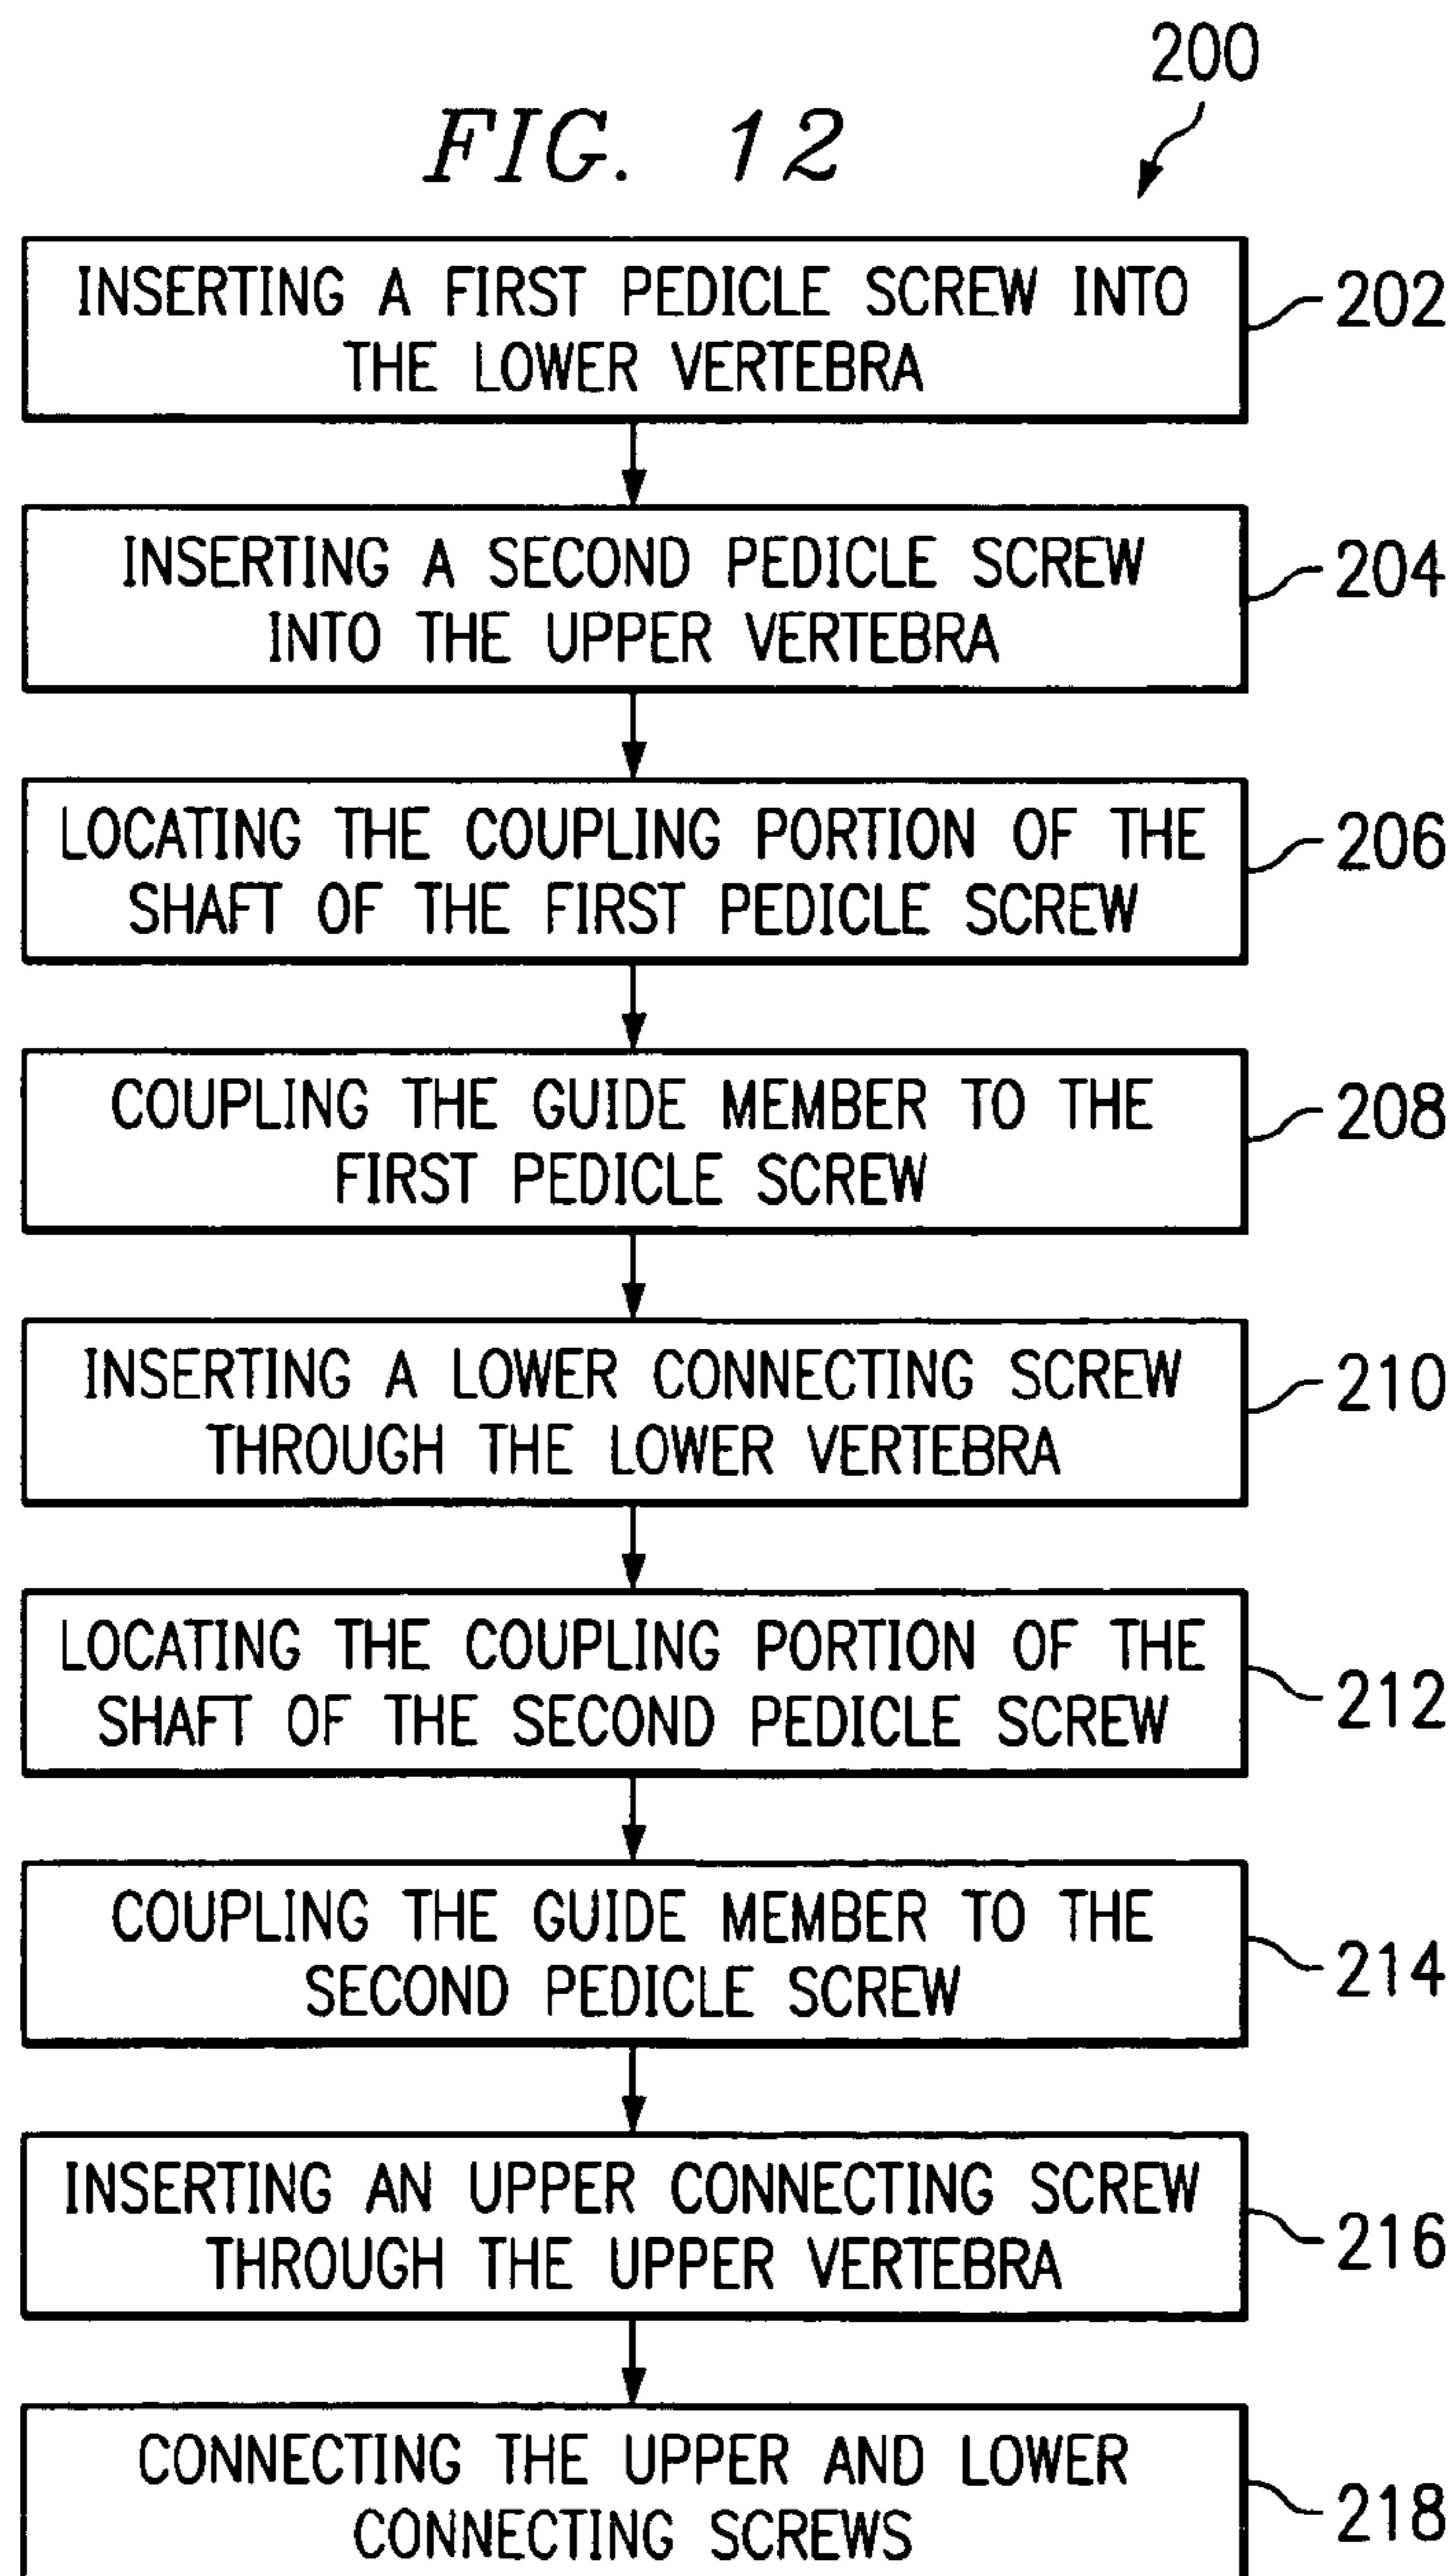 200
FIG. 12
INSERTING A FIRST PEDICLE SCREW INTO
THE LOWER VERTEBRA
202
INSERTING A SECOND PEDICLE SCREW
INTO THE UPPER VERTEBRA
204
LOCATING THE COUPLING PORTION OF THE
SHAFT OF THE FIRST PEDICLE SCREW
206
COUPLING THE GUIDE MEMBER TO THE
FIRST PEDICLE SCREW
208
INSERTING A LOWER CONNECTING SCREW
THROUGH THE LOWER VERTEBRA
210
LOCATING THE COUPLING PORTION OF THE
SHAFT OF THE SECOND PEDICLE SCREW
212
COUPLING THE GUIDE MEMBER TO THE
SECOND PEDICLE SCREW
214
INSERTING AN UPPER CONNECTING SCREW
THROUGH THE UPPER VERTEBRA
216
CONNECTING THE UPPER AND LOWER
CONNECTING SCREWS
218